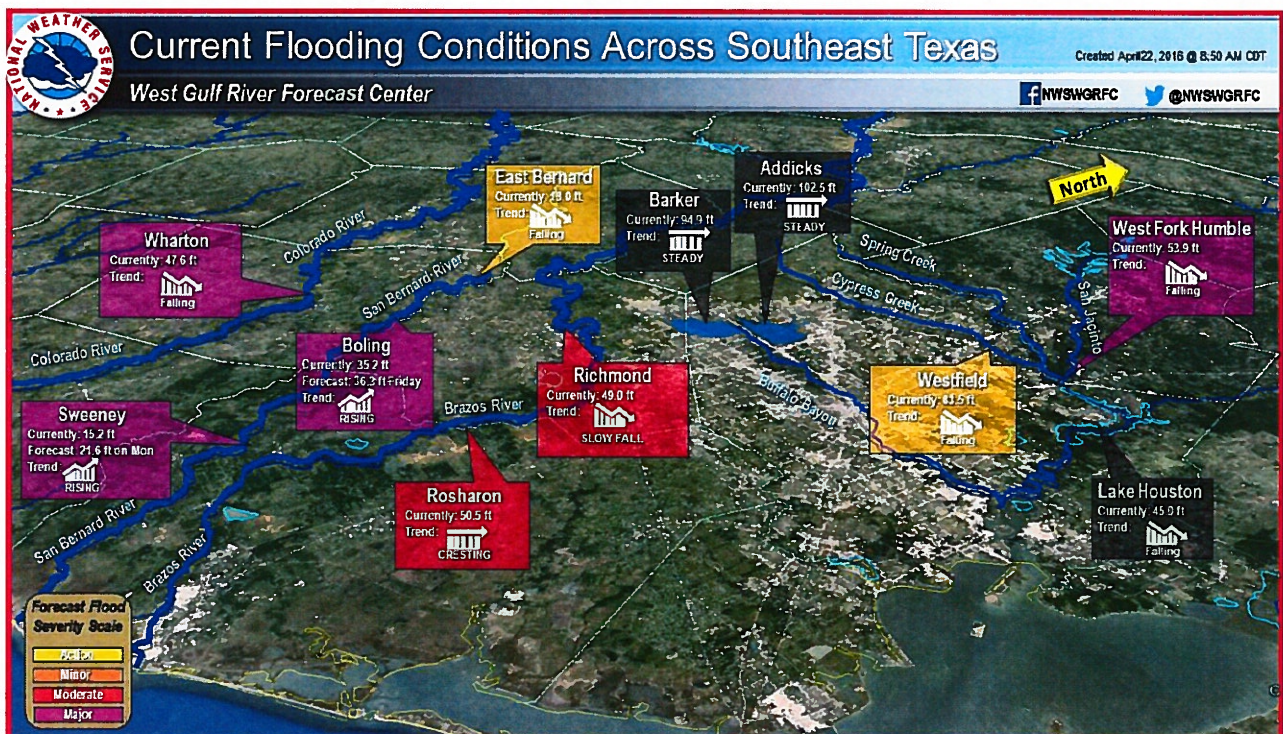 NATIONAL WEATHER SERVICE
Current Flooding Conditions Across Southeast Texas
Created April22, 2016 @ 8:50 AM CDT
West Gulf River Forecast Center
NWSWGRFC
@NWSWGRFC
North
Addicks
Currently: 102.5 ft
Trend:
STEADY
East Bernard
Currently:
Trend:
Falling
Barker
Currently: 94.9 ft
Trend:
STEADY
West Fork Humble
Currently: 53.9 ft
Trend:
Falling
Wharton
Currently: 47.6 ft
Trend:
Falling
Colorado River
San Bernard River
Spring Creek
Cypress Creek
San Jacinto
Colorado River
Boling
Currently: 35.2 ft
Forecast: 36.3 ft Friday
Trend:
RISING
Richmond
Currently: 49.0 ft
Trend:
SLOW FALL
Buffalo Bayou
Westfield
Currently:
Trend:
Falling
Sweeney
Currently: 15.2 ft
Forecast: 21.6 ft on Mon
Trend:
RISING
Brazos River
Rosharon
Currently: 50.5 ft
Trend:
CRESTING
Lake Houston
Currently: 45.0 ft
Trend:
Falling
San Bernard River
Brazos River
Forecast Flood
Severity Scale
Action
Minor
Moderate
Major